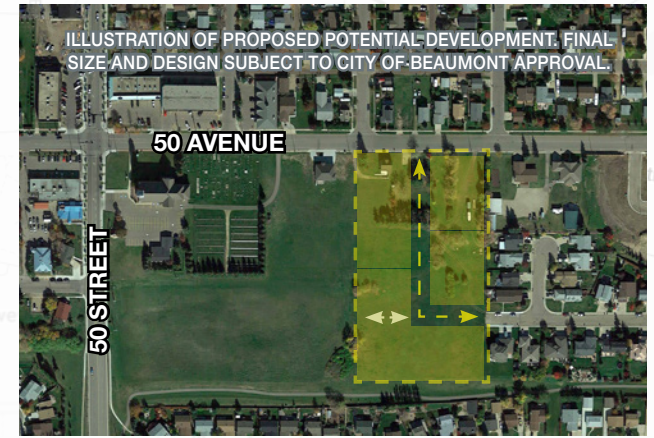 ILLUSTRATION OF PROPOSED POTENTIAL DEVELOPMENT. FINAL
SIZE AND DESIGN SUBJECT TO CITY OF BEAUMONT APPROVAL.
50 AVENUE
50 STREET